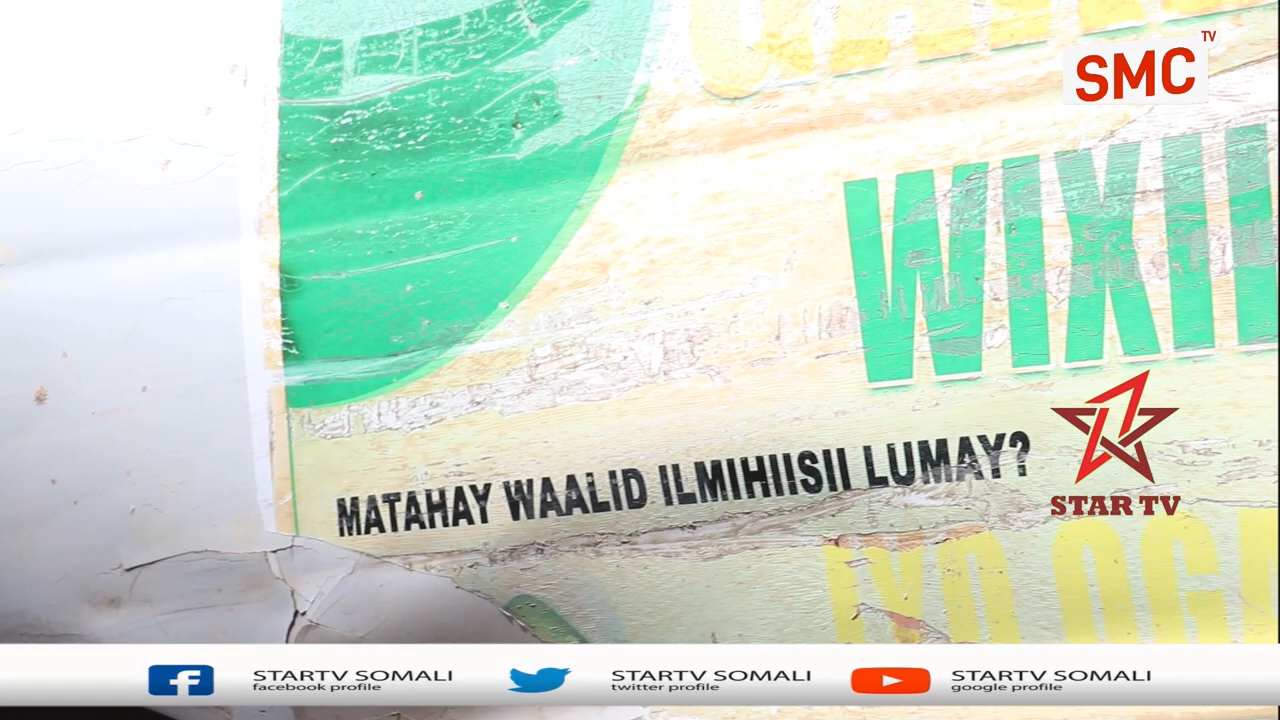 SMC TV
MATAHAY WAALID ILMIHIISII LUMAY?
STAR TV
STARTV SOMALI
facebook profile
STARTV SOMALI
twitter profile
STARTV SOMALI
google profile